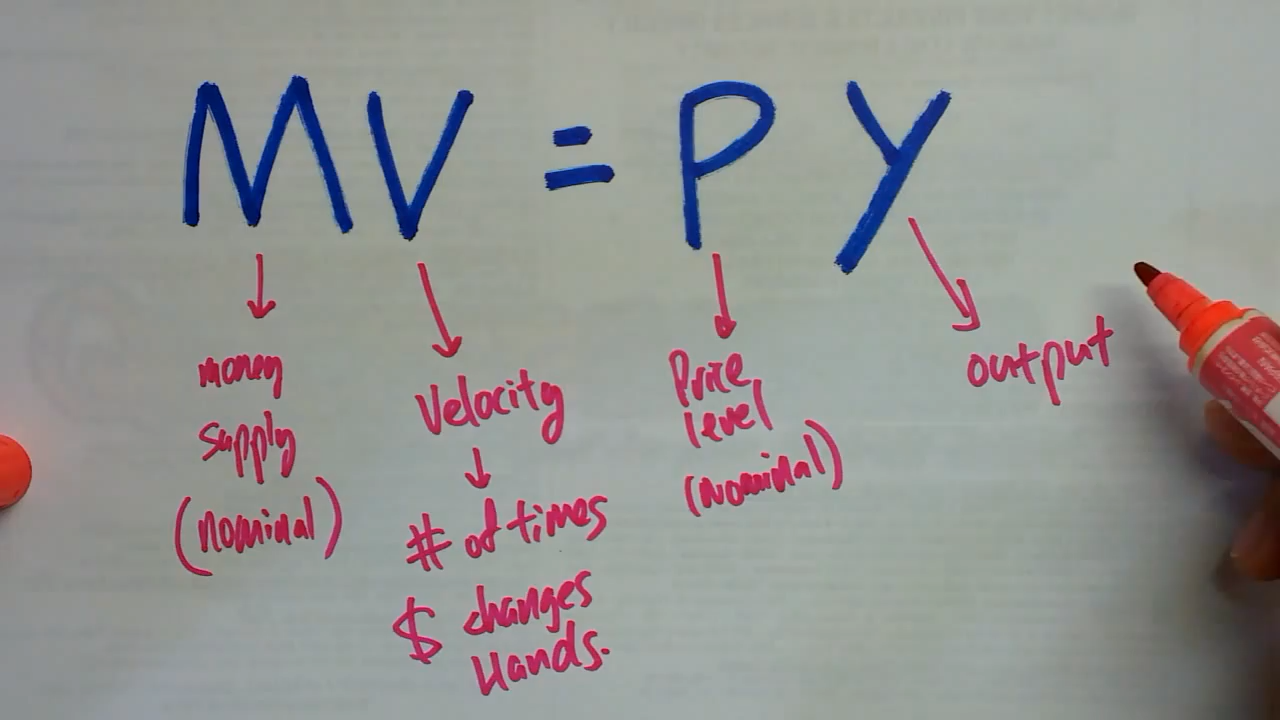 MV = PY
money
supply
(nominal)
Velocity
# of times
$ changes
Hands.
Price
level
(nominal)
output